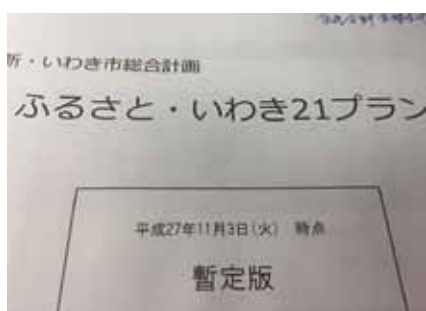 新・いわき市総合計画
ふるさと・いわき21プラン
平成27年11月3日(火) 時点
暫定版